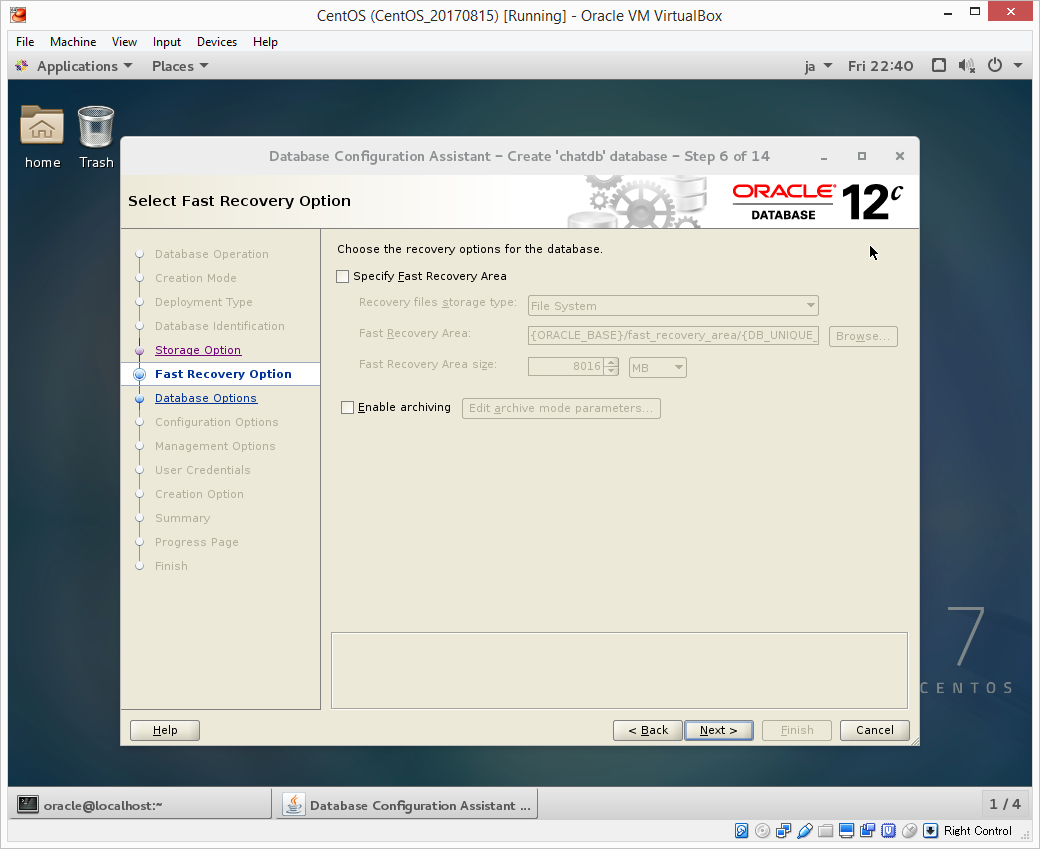 CentOS (CentOS_20170815) [Running] - Oracle VM VirtualBox
File Machine View Input Devices Help
Applications Places ja Fri 22:40
home Trash
Database Configuration Assistant – Create 'chatdb' database – Step 6 of 14
Select Fast Recovery Option
ORACLE®
DATABASE
12c
Database Operation
Creation Mode
Deployment Type
Database Identification
Storage Option
Fast Recovery Option
Database Options
Configuration Options
Management Options
User Credentials
Creation Option
Summary
Progress Page
Finish
Choose the recovery options for the database.
Specify Fast Recovery Area
Recovery files storage type: File System
Fast Recovery Area: {ORACLE_BASE}/fast_recovery_area/{DB_UNIQUE_ Browse...
Fast Recovery Area size: 8016 MB
Enable archiving Edit archive mode parameters...
Help < Back Next > Finish Cancel
7
CENTOS
oracle@localhost:~ Database Configuration Assistant ... 1 / 4
Right Control